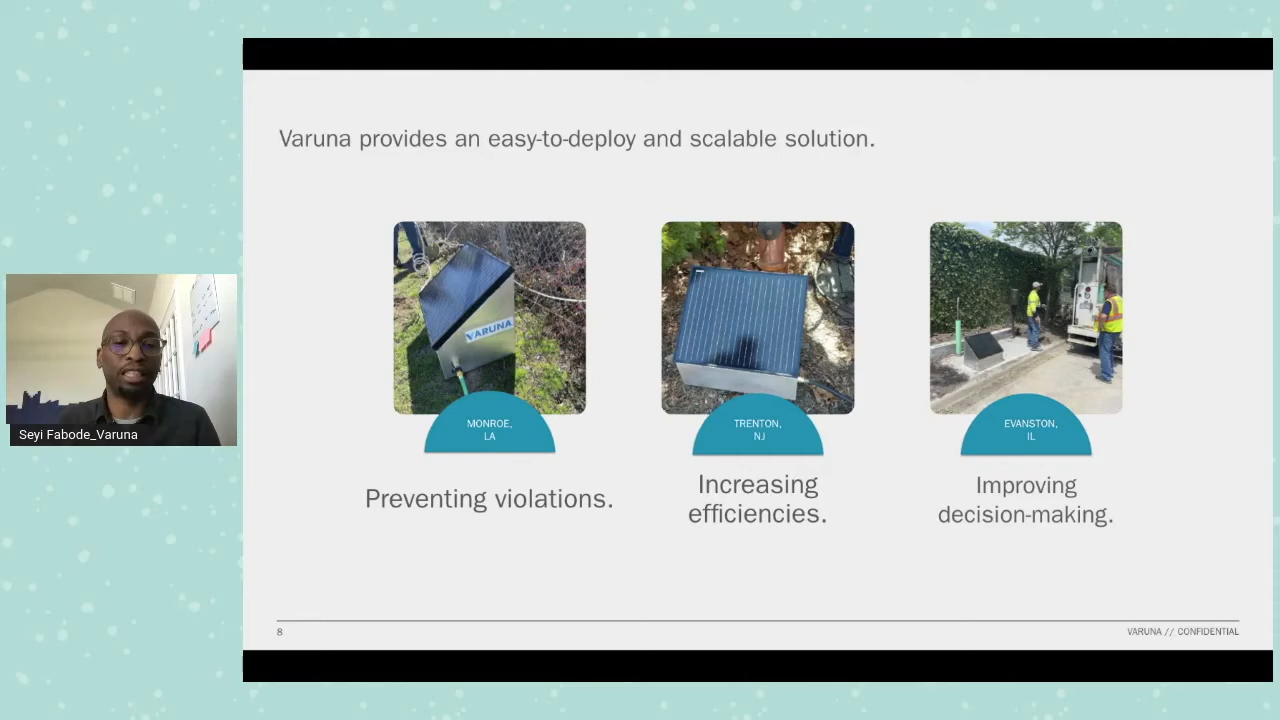 Varuna provides an easy-to-deploy and scalable solution.
VARUNA
MONROE,
LA
TRENTON,
NJ
EVANSTON,
IL
Preventing violations.
Increasing
efficiencies.
Improving
decision-making.
Seyi Fabode_Varuna
8
VARUNA // CONFIDENTIAL